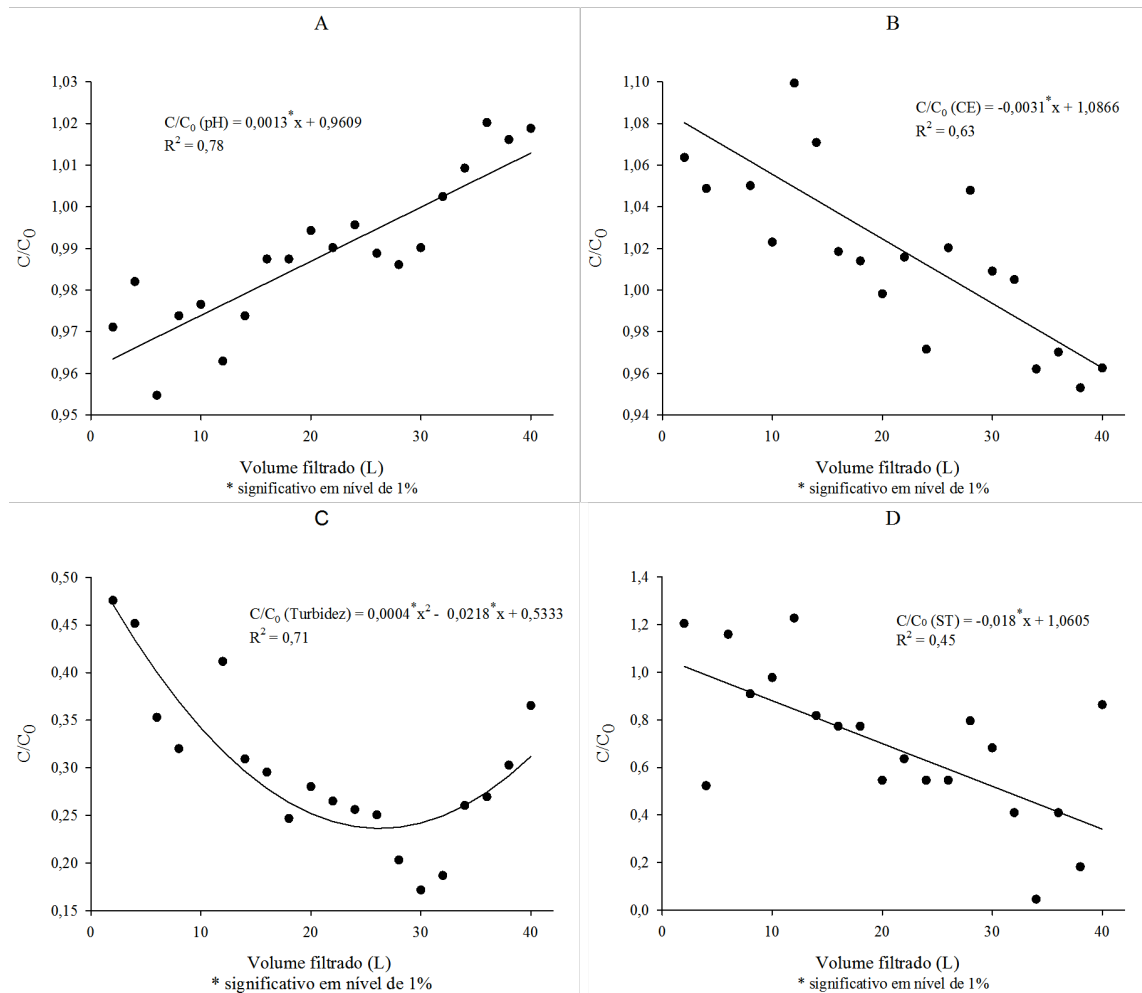 A
1,03
1,02
1,01
1,00
0,99
0,98
0,97
0,96
0,95
C/C₀
C/C₀ (pH) = 0,0013*x + 0,9609
R² = 0,78
0 10 20 30 40
Volume filtrado (L)
* significativo em nível de 1%
B
1,10
1,08
1,06
1,04
1,02
1,00
0,98
0,96
0,94
C/C₀
C/C₀ (CE) = -0,0031*x + 1,0866
R² = 0,63
0 10 20 30 40
Volume filtrado (L)
* significativo em nível de 1%
C
0,50
0,45
0,40
0,35
0,30
0,25
0,20
0,15
C/C₀
C/C₀ (Turbidez) = 0,0004*x² - 0,0218*x + 0,5333
R² = 0,71
0 10 20 30 40
Volume filtrado (L)
* significativo em nível de 1%
D
1,4
1,2
1,0
0,8
0,6
0,4
0,2
0,0
C/C₀
C/C₀ (ST) = -0,018*x + 1,0605
R² = 0,45
0 10 20 30 40
Volume filtrado (L)
* significativo em nível de 1%